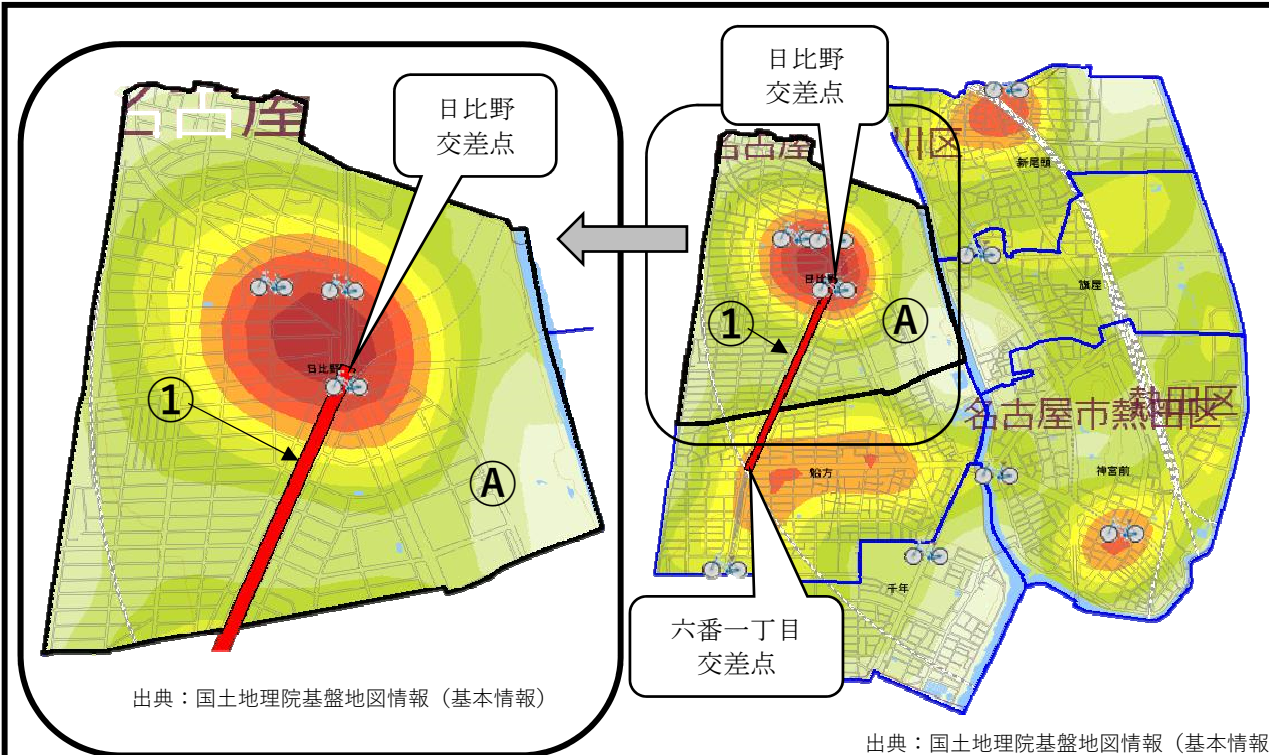 名古屋
日比野
交差点
日比野
①
Ⓐ
出典：国土地理院基盤地図情報（基本情報）
日比野
交差点
名古屋
川区
新尾頭
日比野
旗屋
①
Ⓐ
名古屋市熱田区
熱田区
船方
神宮前
千年
六番一丁目
交差点
出典：国土地理院基盤地図情報（基本情報